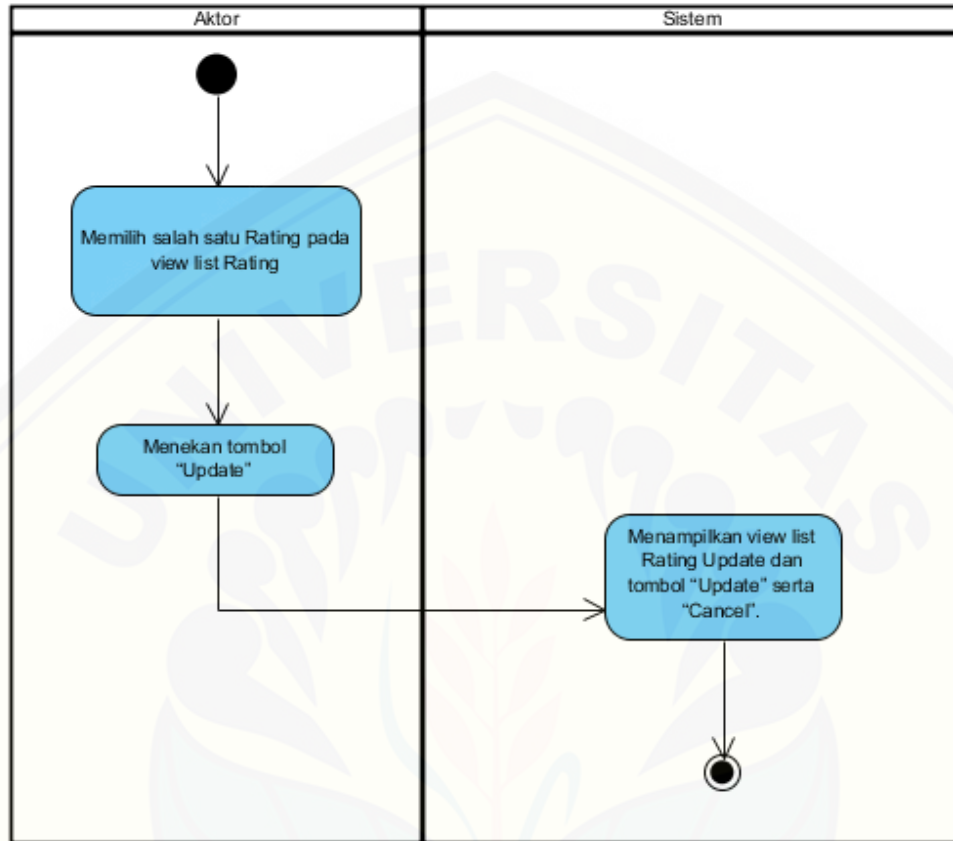 Aktor
Sistem
Memilih salah satu Rating pada
view list Rating
Menekan tombol
“Update”
Menampilkan view list
Rating Update dan
tombol “Update” serta
“Cancel”.
UNIVERSITAS